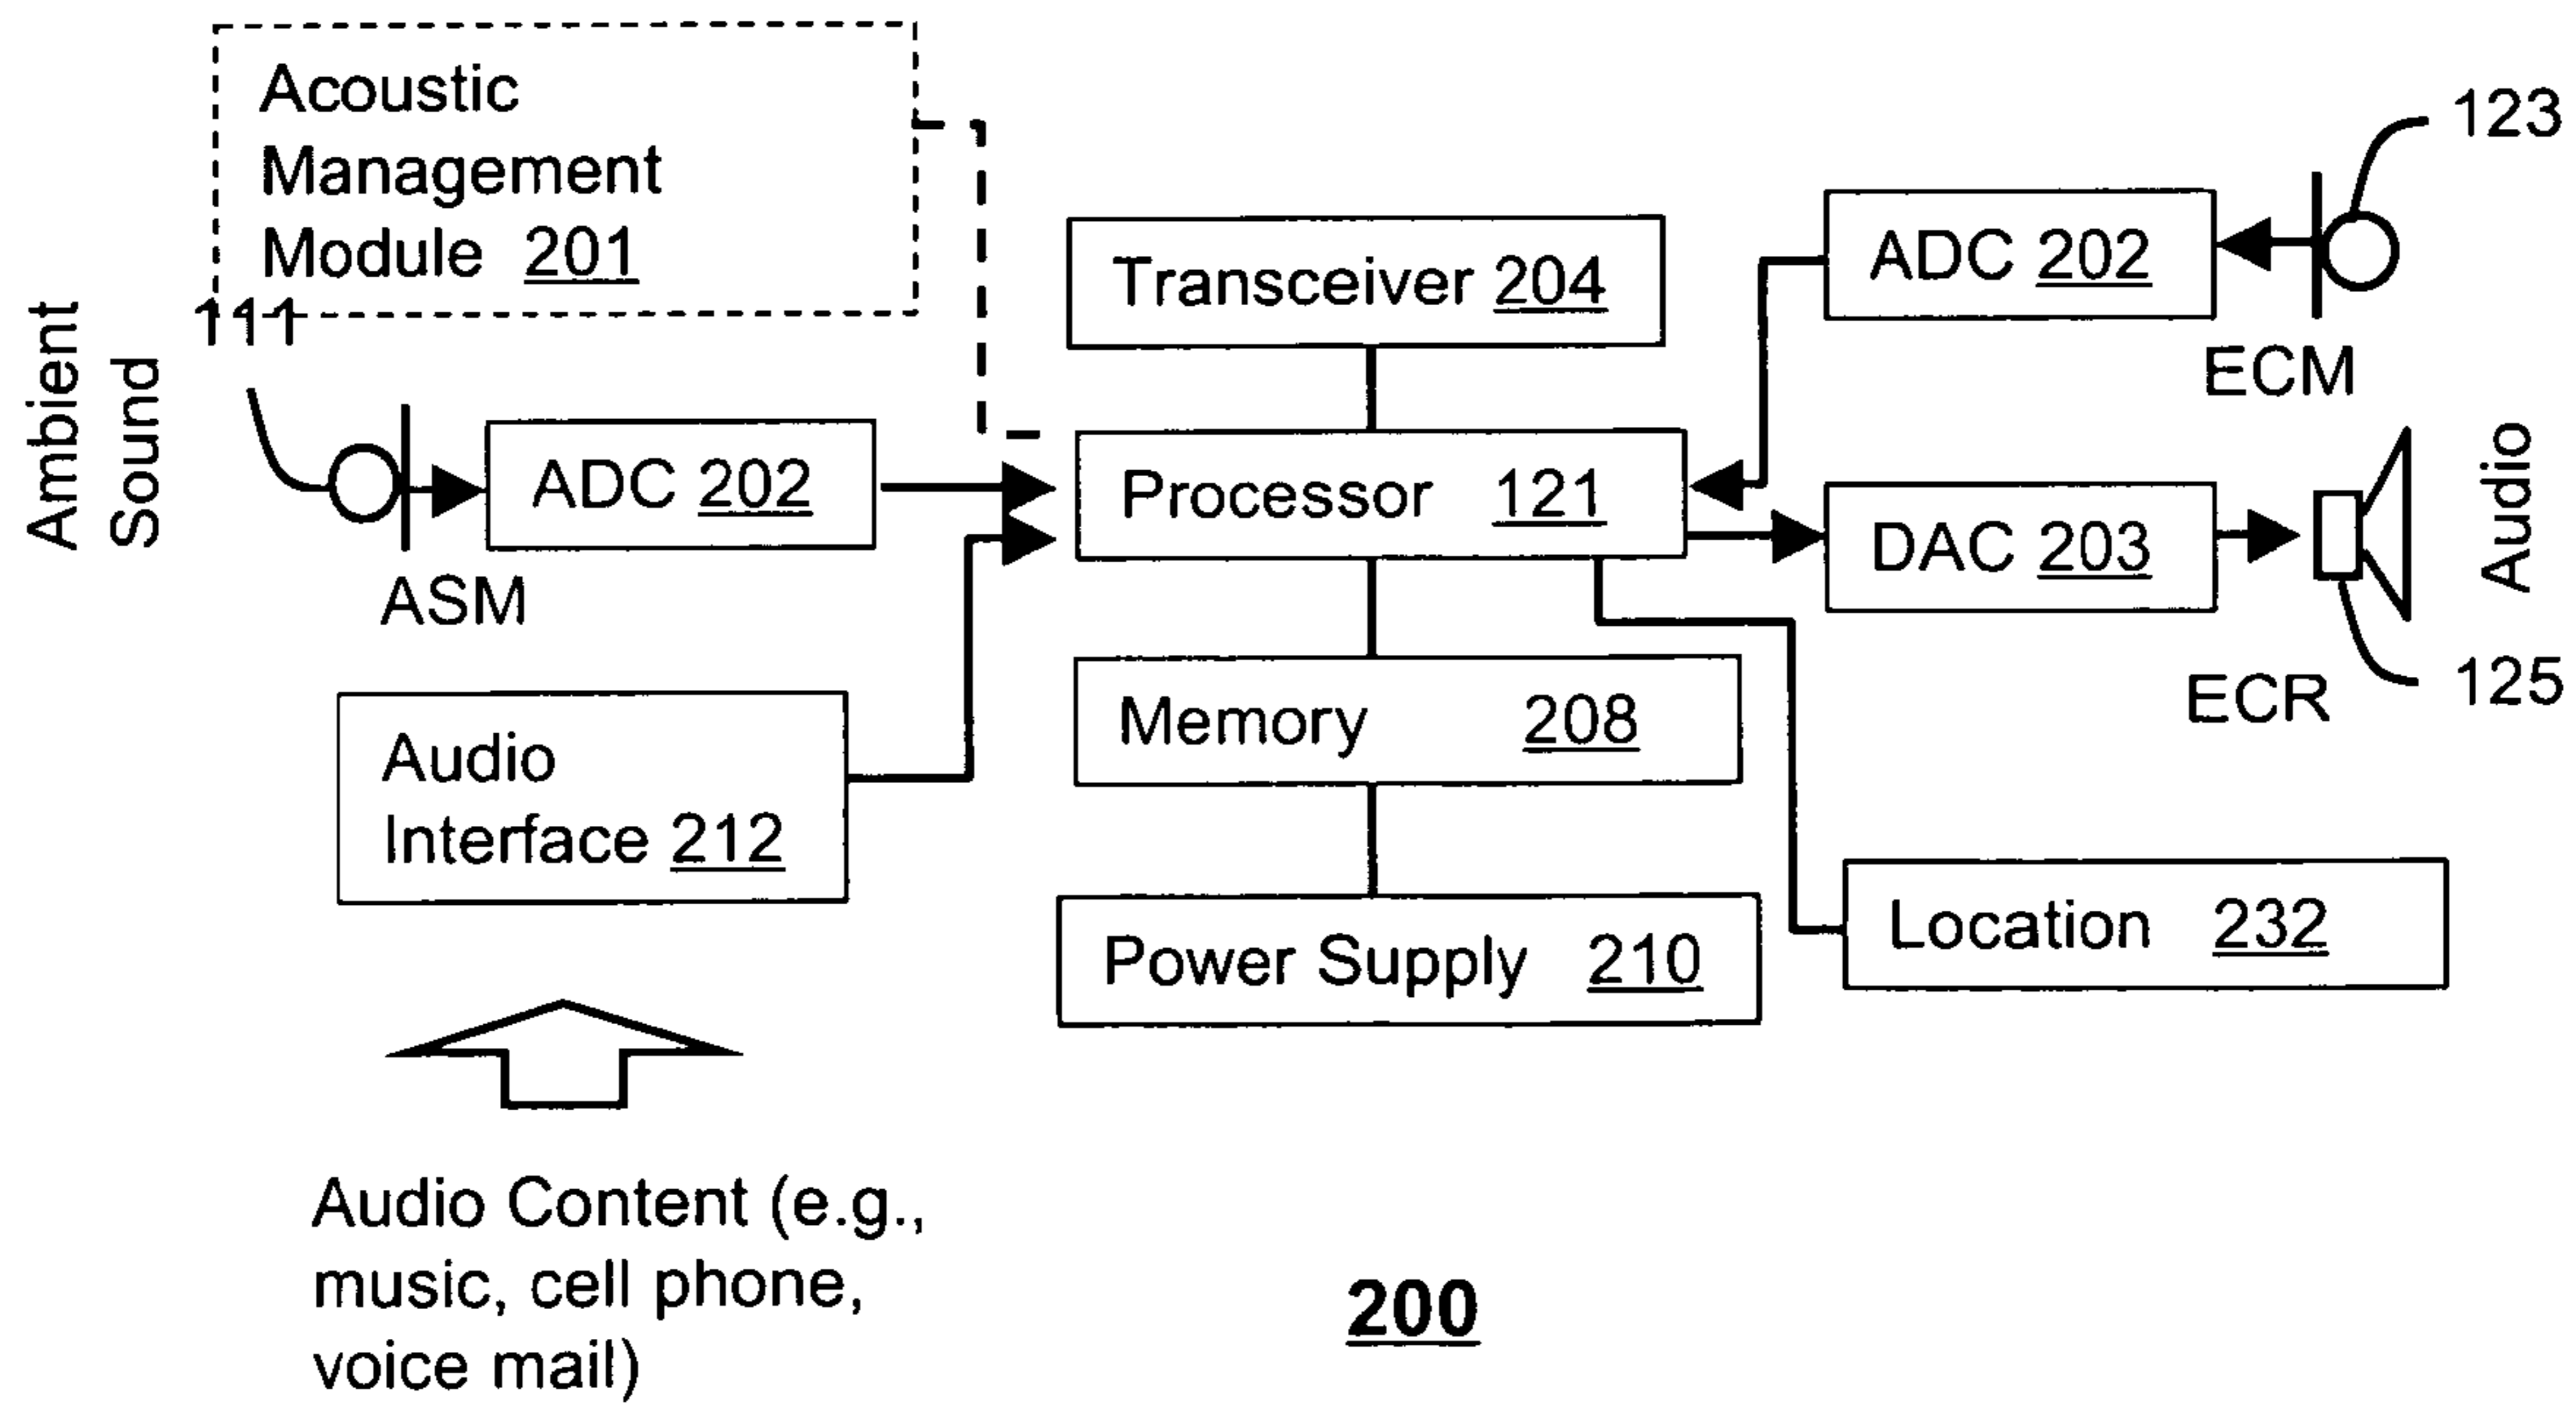 Acoustic
Management
Module 201
123
Transceiver 204
ADC 202
ECM
Ambient
Sound
111
ADC 202
ASM
Processor 121
DAC 203
Audio
ECR
125
Audio
Interface 212
Memory 208
Power Supply 210
Location 232
Audio Content (e.g.,
music, cell phone,
voice mail)
200